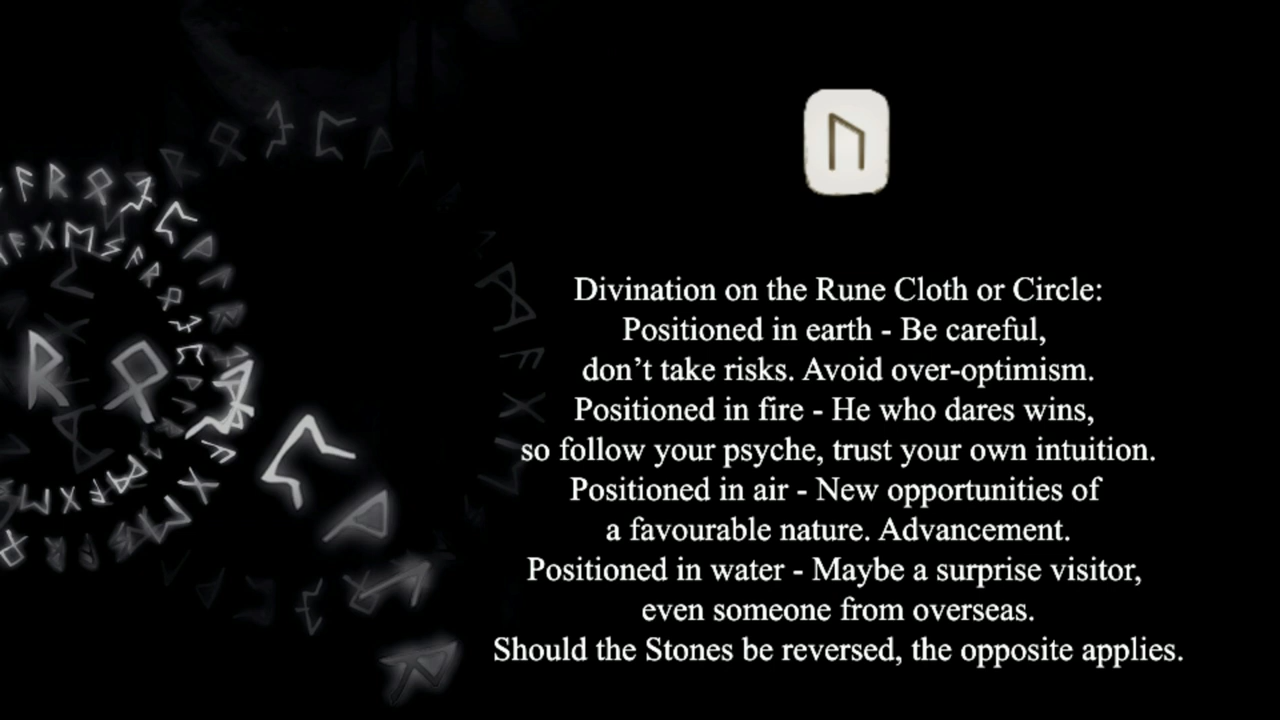 ᚢ
Divination on the Rune Cloth or Circle:
Positioned in earth - Be careful,
don’t take risks. Avoid over-optimism.
Positioned in fire - He who dares wins,
so follow your psyche, trust your own intuition.
Positioned in air - New opportunities of
a favourable nature. Advancement.
Positioned in water - Maybe a surprise visitor,
even someone from overseas.
Should the Stones be reversed, the opposite applies.